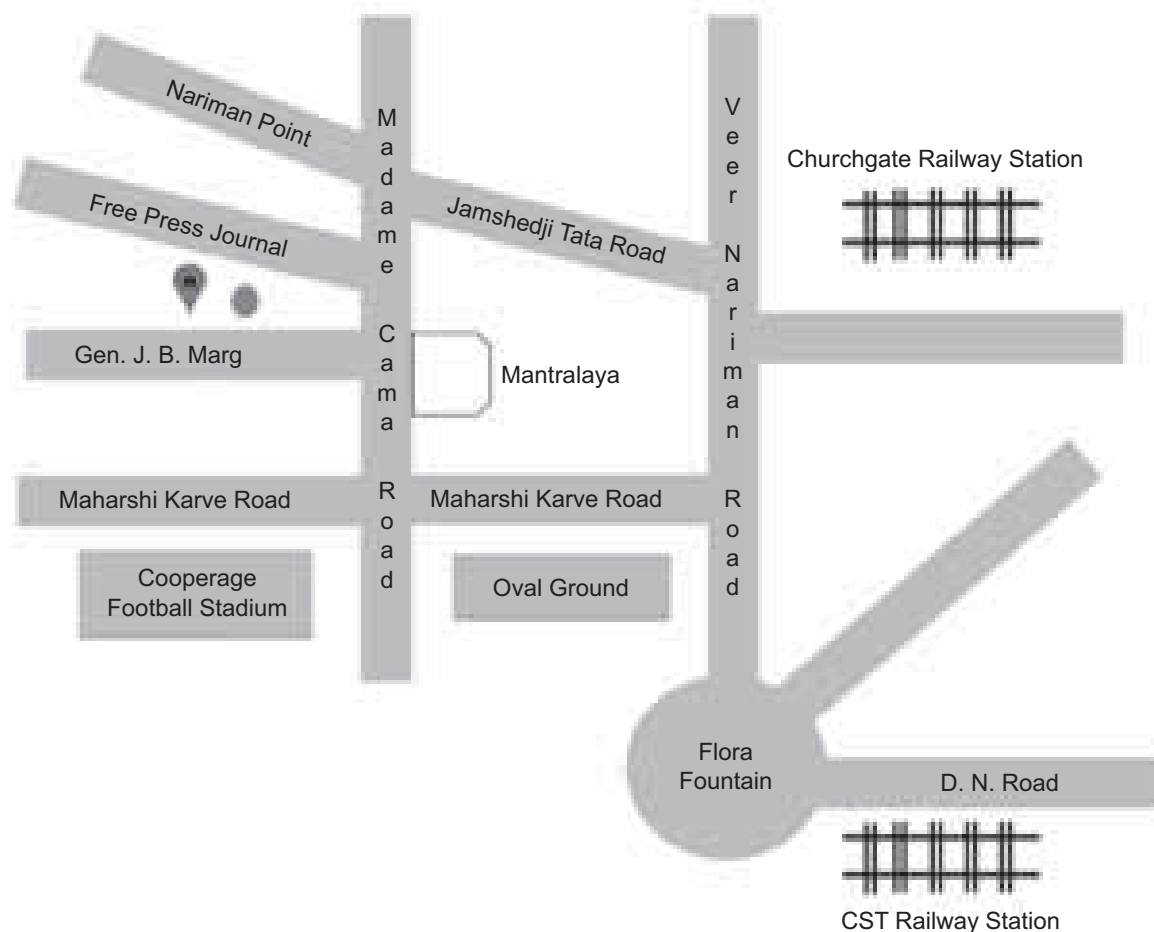 Nariman Point
Madame Cama Road
Veer Nariman Road
Churchgate Railway Station
Free Press Journal
Jamshedji Tata Road
Gen. J. B. Marg
Mantralaya
Maharshi Karve Road
Maharshi Karve Road
Cooperage
Football Stadium
Oval Ground
Flora
Fountain
D. N. Road
CST Railway Station